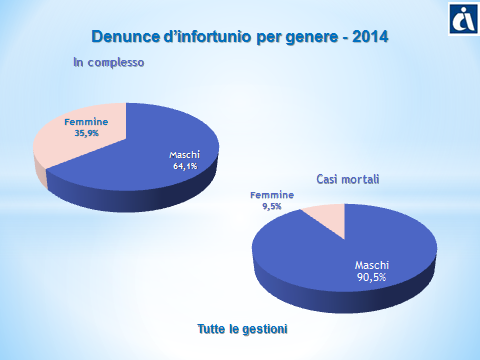 Denunce d'infortunio per genere - 2014
In complesso
Femmine
35,9%
Maschi
64,1%
Casi mortali
Femmine
9,5%
Maschi
90,5%
Tutte le gestioni